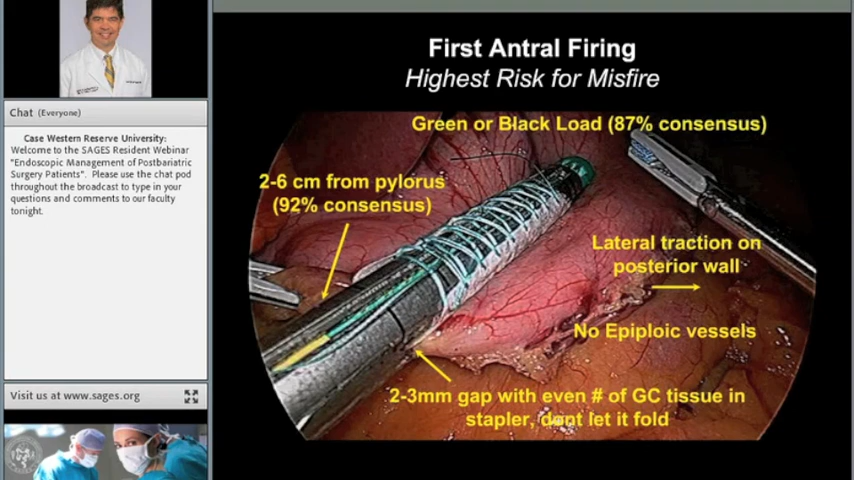 Chat (Everyone)
Case Western Reserve University:
Welcome to the SAGES Resident Webinar
"Endoscopic Management of Postbariatric
Surgery Patients". Please use the chat pod
throughout the broadcast to type in your
questions and comments to our faculty
tonight.
Visit us at www.sages.org
First Antral Firing
Highest Risk for Misfire
Green or Black Load (87% consensus)
2-6 cm from pylorus
(92% consensus)
Lateral traction on
posterior wall
No Epiploic vessels
2-3mm gap with even # of GC tissue in
stapler, dont let it fold